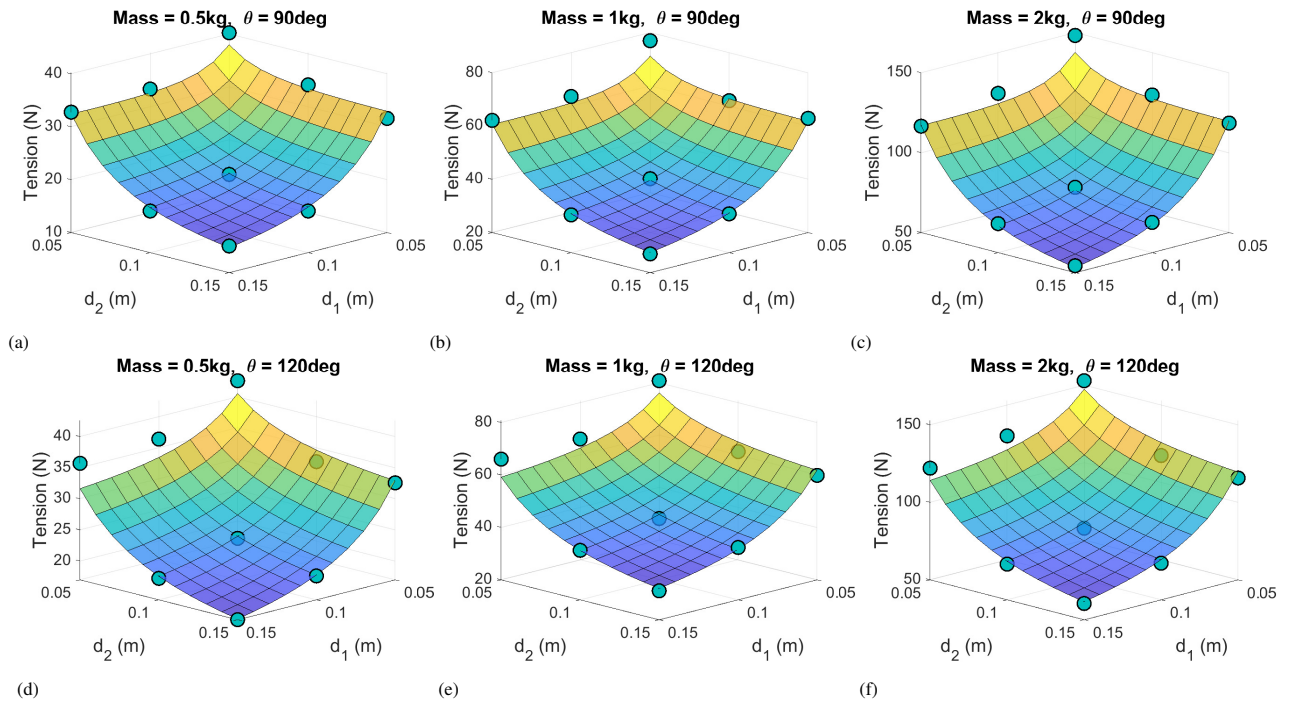 Mass = 0.5kg, θ = 90deg
Tension (N)
40
30
20
10
0.05
0.1
0.15
0.15
0.1
0.05
d2 (m)
d1 (m)
(a)
Mass = 1kg, θ = 90deg
Tension (N)
80
60
40
20
0.05
0.1
0.15
0.15
0.1
0.05
d2 (m)
d1 (m)
(b)
Mass = 2kg, θ = 90deg
Tension (N)
150
100
50
0.05
0.1
0.15
0.15
0.1
0.05
d2 (m)
d1 (m)
(c)
Mass = 0.5kg, θ = 120deg
Tension (N)
40
35
30
25
20
0.05
0.1
0.15
0.15
0.1
0.05
d2 (m)
d1 (m)
(d)
Mass = 1kg, θ = 120deg
Tension (N)
80
60
40
20
0.05
0.1
0.15
0.15
0.1
0.05
d2 (m)
d1 (m)
(e)
Mass = 2kg, θ = 120deg
Tension (N)
150
100
50
0.05
0.1
0.15
0.15
0.1
0.05
d2 (m)
d1 (m)
(f)